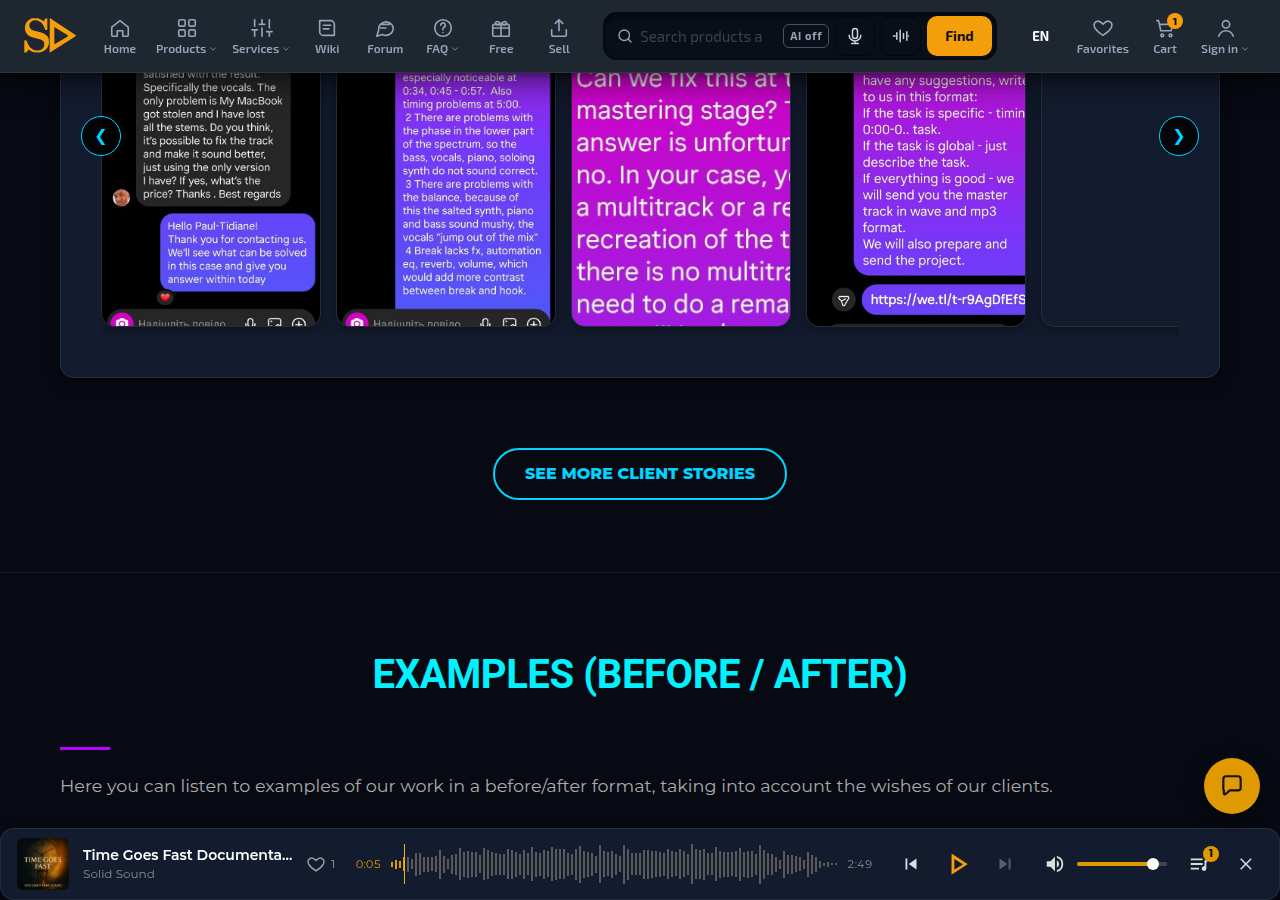 Home
Products
Services
Wiki
Forum
FAQ
Free
Sell
Search products a
AI off
Find
EN
Favorites
1
Cart
Sign in
satisfied with the result.
Specifically the vocals. The
only problem is My MacBook
got stolen and I have lost
all the stems. Do you think,
it's possible to fix the track
and make it sound better,
just using the only version
I have? If yes, what's the
price? Thanks . Best regards
Hello Paul-Tidiane!
Thank you for contacting us.
We'll see what can be solved
in this case and give you
answer within today
Надішліть повідо
especially noticeable at
0:34, 0:45 - 0:57. Also
timing problems at 5:00.
2 There are problems with
the phase in the lower part
of the spectrum, so the
bass, vocals, piano, soloing
synth do not sound correct.
3 There are problems with
the balance, because of
this the salted synth, piano
and bass sound mushy, the
vocals "jump out of the mix"
4 Break lacks fx, automation
eq, reverb, volume, which
would add more contrast
between break and hook.
Надішліть повідо
Can we fix this at t
mastering stage? T
answer is unfortun
no. In your case, y
a multitrack or a re
recreation of the t
there is no multitra
need to do a rema
have any suggestions, write
to us in this format:
If the task is specific - timin
0:00-0.. task.
If the task is global - just
describe the task.
If everything is good - we
will send you the master
track in wave and mp3
format.
We will also prepare and
send the project.
https://we.tl/t-r9AgDfEfS
SEE MORE CLIENT STORIES
EXAMPLES (BEFORE / AFTER)
Here you can listen to examples of our work in a before/after format, taking into account the wishes of our clients.
TIME GOES
FAST
Time Goes Fast Documenta...
Solid Sound
1
0:05
2:49
1